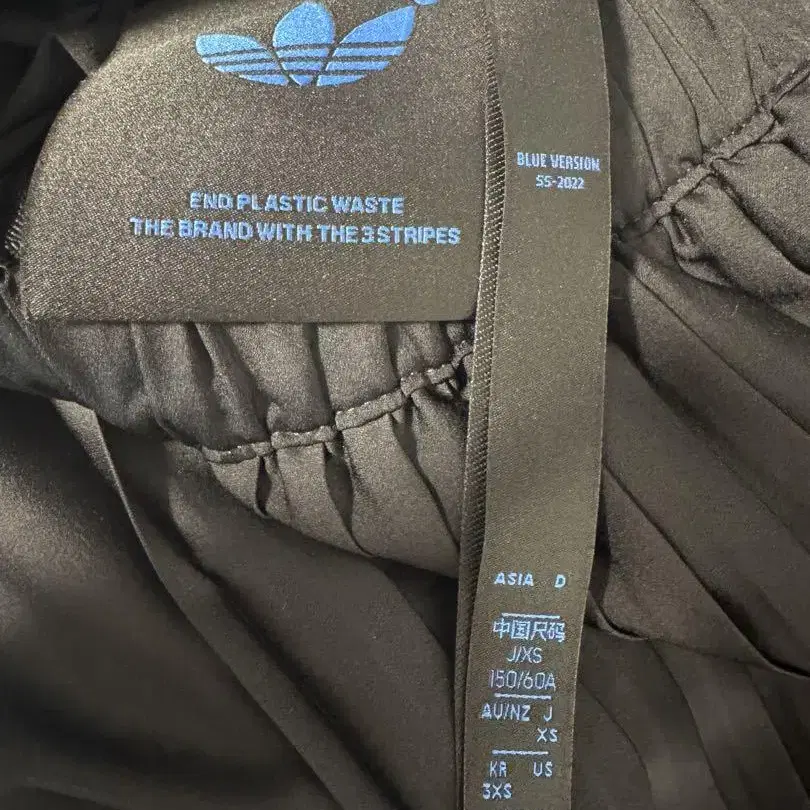 END PLASTIC WASTE
THE BRAND WITH THE 3 STRIPES
BLUE VERSION
SS-2022
ASIA D
中国尺码
J/XS
150/60A
AU/NZ J
XS
KR US
3XS